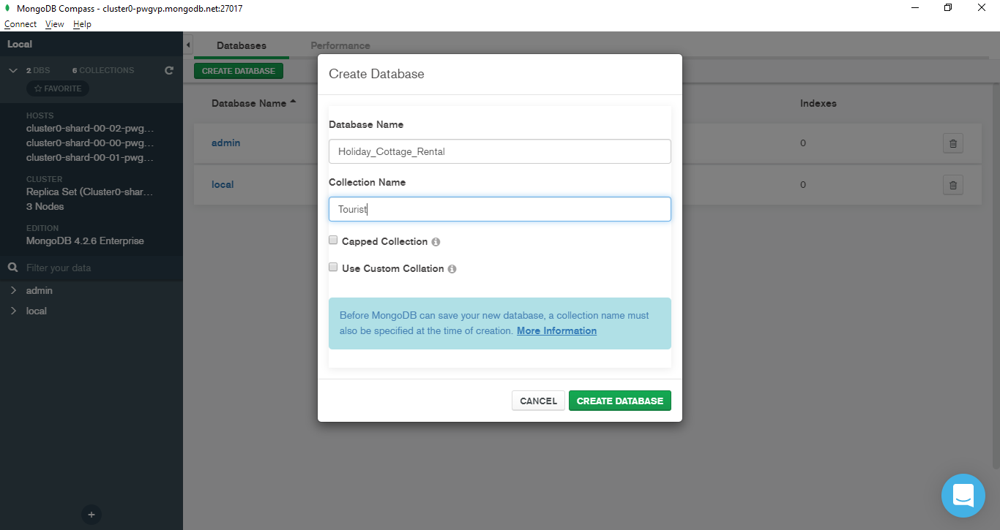 MongoDB Compass - cluster0-pwgvp.mongodb.net:27017
Connect View Help
Local
2 DBS 6 COLLECTIONS
FAVORITE
HOSTS
cluster0-shard-00-02-pwg...
cluster0-shard-00-00-pwg...
cluster0-shard-00-01-pwg...
CLUSTER
Replica Set (Cluster0-shar...
3 Nodes
EDITION
MongoDB 4.2.6 Enterprise
Filter your data
admin
local
Databases Performance
CREATE DATABASE
Database Name Indexes
admin 0
local 0
Create Database
Database Name
Holiday_Cottage_Rental
Collection Name
Tourist
Capped Collection
Use Custom Collation
Before MongoDB can save your new database, a collection name must
also be specified at the time of creation. More Information
CANCEL CREATE DATABASE